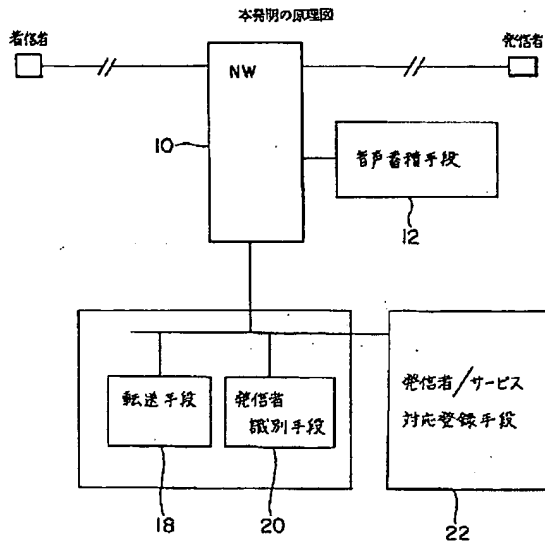 本発明の原理図
着信者
発信者
NW
10
音声蓄積手段
12
転送手段
発信者
識別手段
発信者/サービス
対応登録手段
18
20
22